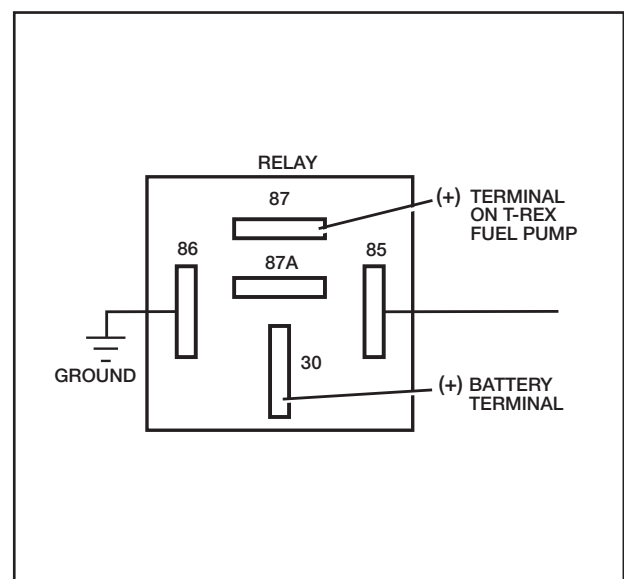 RELAY
87
(+) TERMINAL
ON T-REX
FUEL PUMP
86
87A
85
GROUND
30
(+) BATTERY
TERMINAL